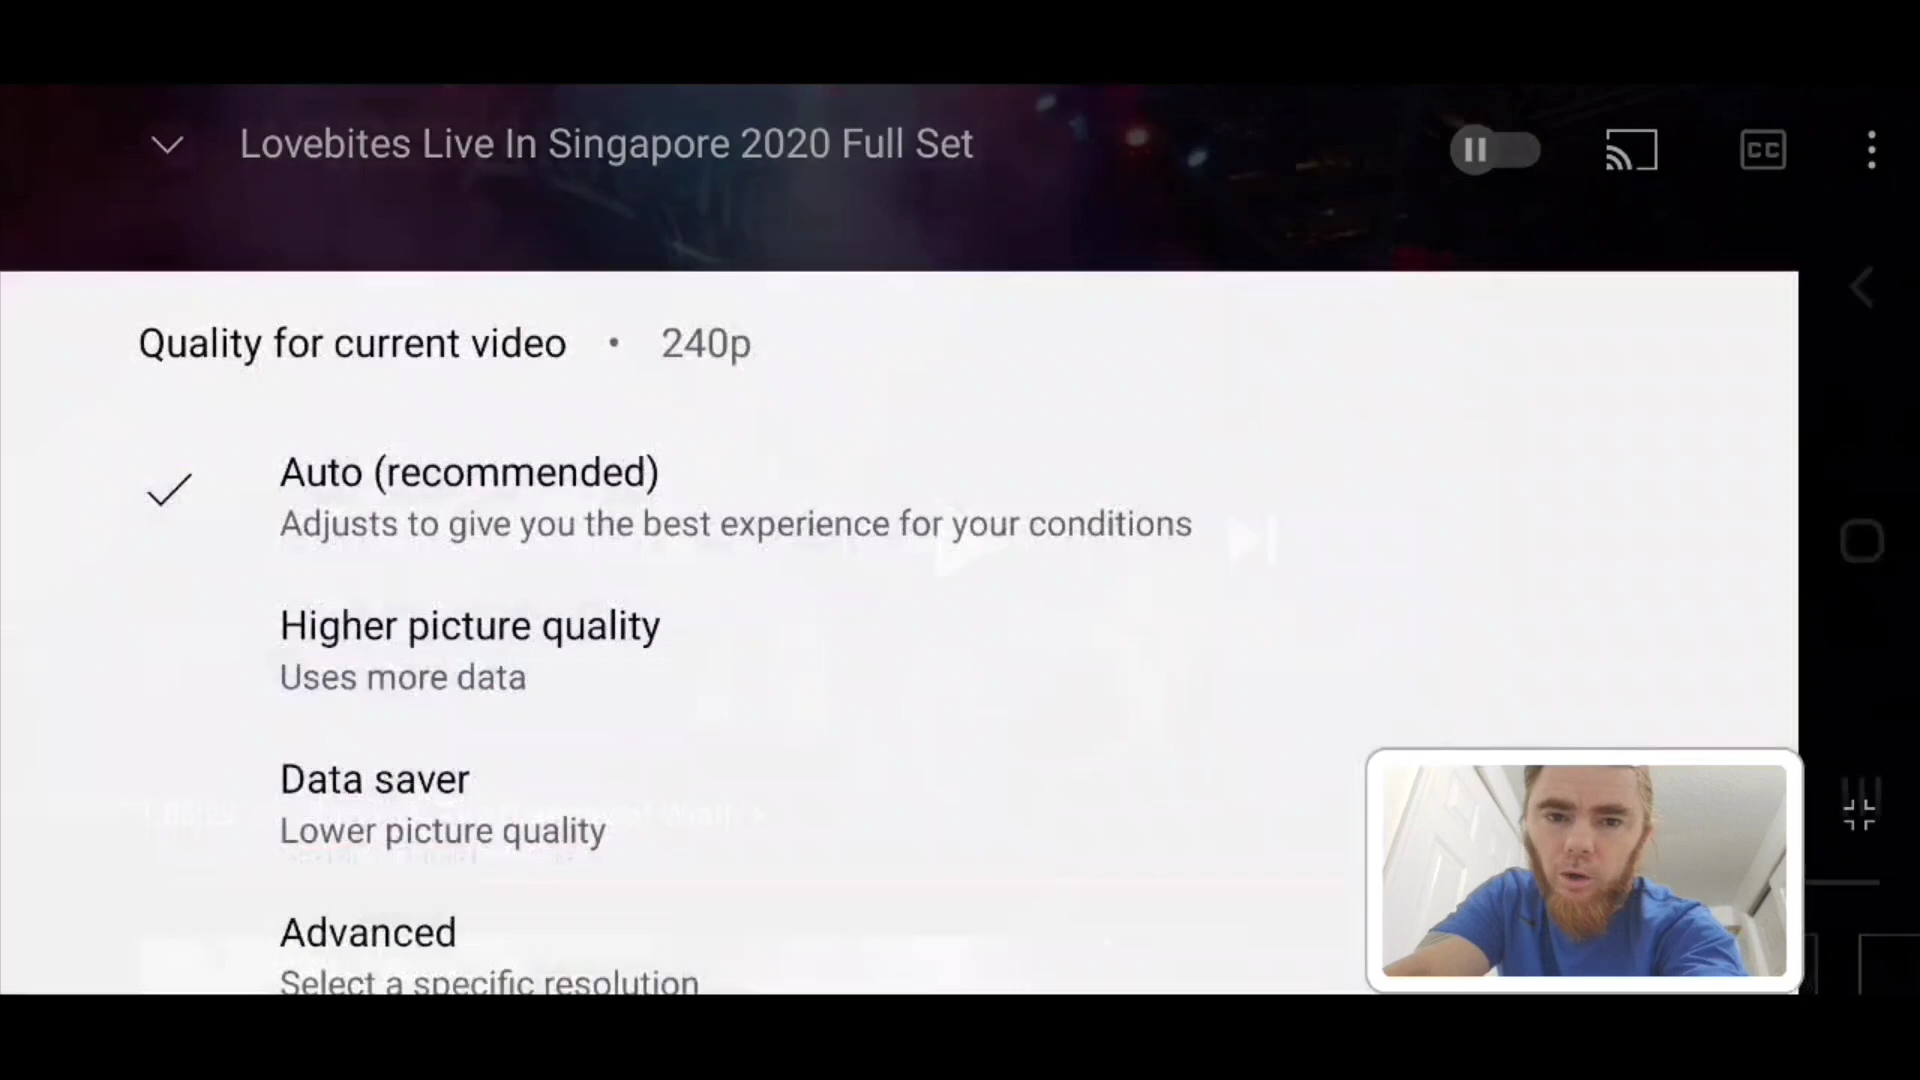 Lovebites Live In Singapore 2020 Full Set
CC
Quality for current video • 240p
Auto (recommended)
Adjusts to give you the best experience for your conditions
Higher picture quality
Uses more data
Data saver
Lower picture quality
Advanced
Select a specific resolution